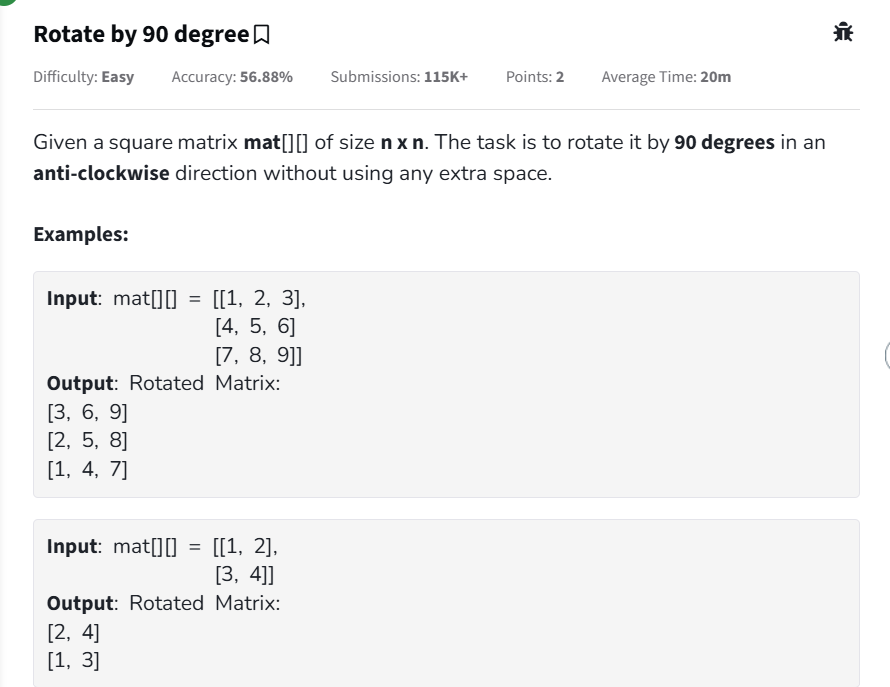 Rotate by 90 degree
Difficulty: Easy Accuracy: 56.88% Submissions: 115K+ Points: 2 Average Time: 20m
Given a square matrix mat[][] of size n x n. The task is to rotate it by 90 degrees in an
anti-clockwise direction without using any extra space.
Examples:
Input: mat[][] = [[1, 2, 3],
[4, 5, 6]
[7, 8, 9]]
Output: Rotated Matrix:
[3, 6, 9]
[2, 5, 8]
[1, 4, 7]
Input: mat[][] = [[1, 2],
[3, 4]]
Output: Rotated Matrix:
[2, 4]
[1, 3]